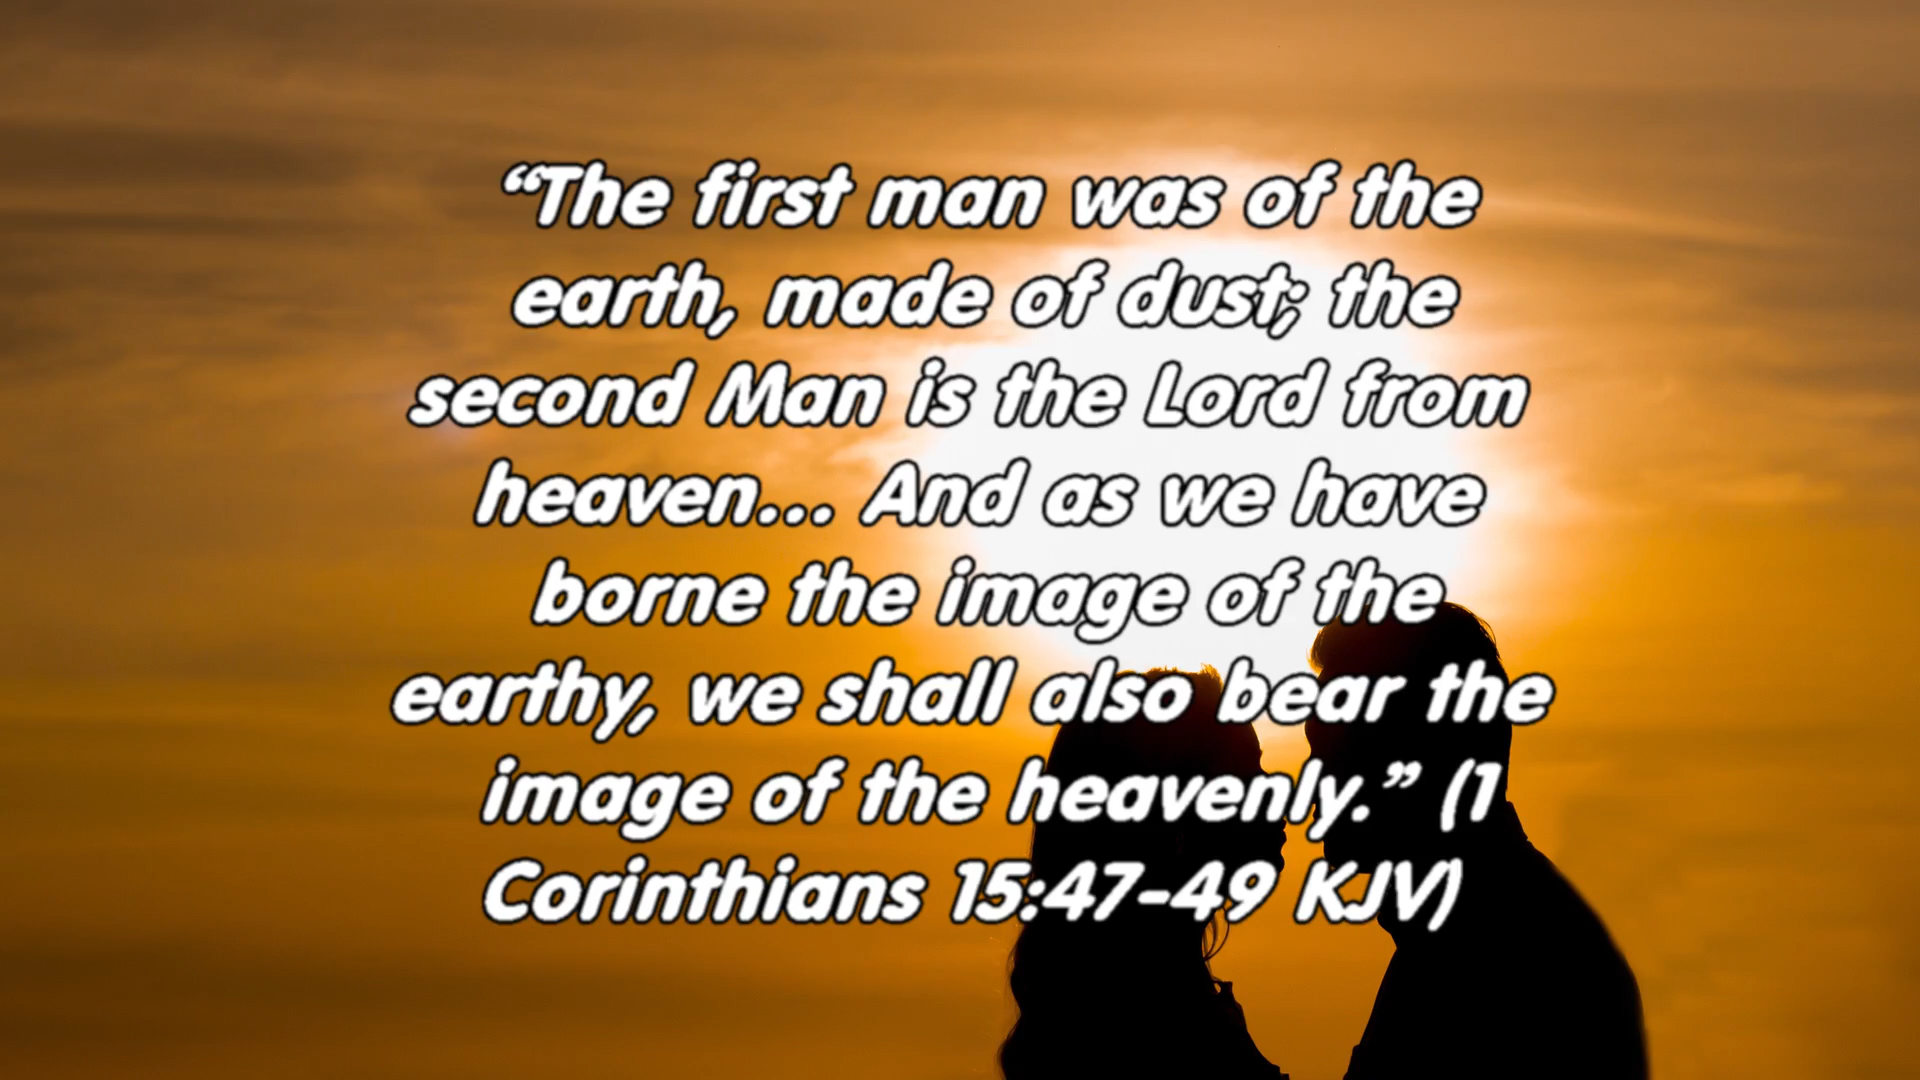 “The first man was of the
earth, made of dust; the
second Man is the Lord from
heaven... And as we have
borne the image of the
earthy, we shall also bear the
image of the heavenly.” (1
Corinthians 15:47-49 KJV)